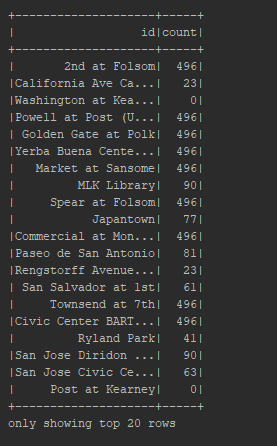 +--------------------+-----+
|                  id|count|
+--------------------+-----+
|       2nd at Folsom|  496|
|California Ave Ca...|   23|
|Washington at Kea...|    0|
|Powell at Post (U...|  496|
| Golden Gate at Polk|  496|
|Yerba Buena Cente...|  496|
|   Market at Sansome|  496|
|         MLK Library|   90|
|     Spear at Folsom|  496|
|           Japantown|   77|
|Commercial at Mon...|  496|
|Paseo de San Antonio|   81|
|Rengstorff Avenue...|   23|
| San Salvador at 1st|   61|
|     Townsend at 7th|  496|
|Civic Center BART...|  496|
|         Ryland Park|   41|
|San Jose Diridon ...|   90|
|San Jose Civic Ce...|   63|
|     Post at Kearney|    0|
+--------------------+-----+
only showing top 20 rows